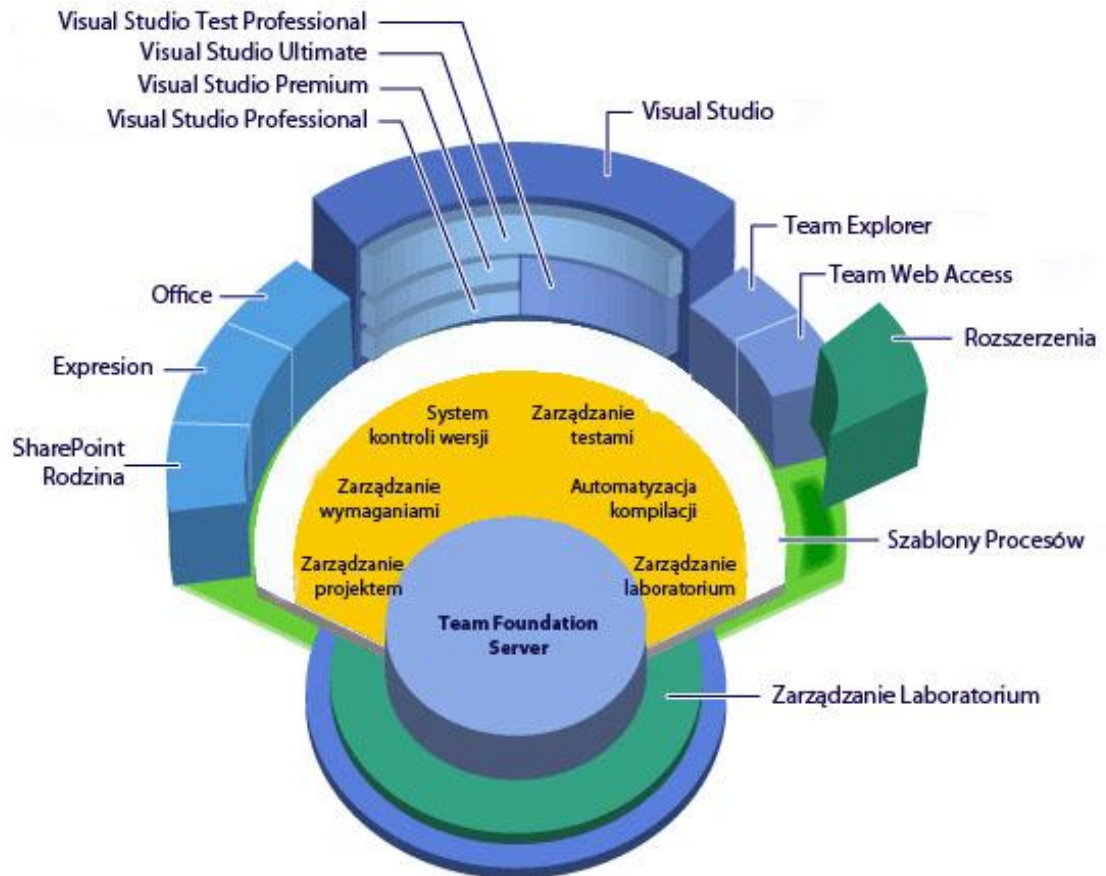 Visual Studio Test Professional
Visual Studio Ultimate
Visual Studio Premium
Visual Studio Professional
Visual Studio
Team Explorer
Team Web Access
Rozszerzenia
Office
Expresion
SharePoint
Rodzina
System
kontroli wersji
Zarządzanie
testami
Zarządzanie
wymaganiami
Automatyzacja
kompilacji
Zarządzanie
projektem
Zarządzanie
laboratorium
Szablony Procesów
Team Foundation
Server
Zarządzanie Laboratorium